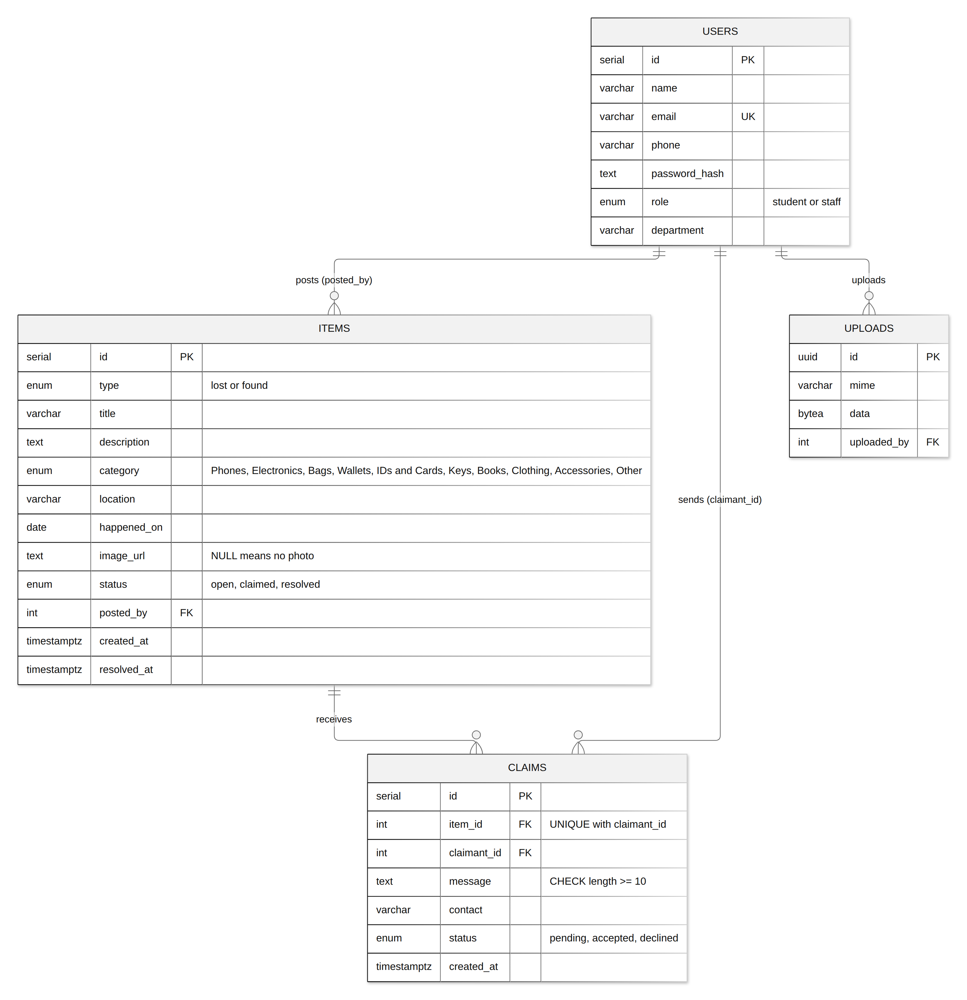 USERS
serial id PK
varchar name
varchar email UK
varchar phone
text password_hash
enum role student or staff
varchar department
posts (posted_by)
uploads
ITEMS
serial id PK
enum type lost or found
varchar title
text description
enum category Phones, Electronics, Bags, Wallets, IDs and Cards, Keys, Books, Clothing, Accessories, Other
varchar location
date happened_on
text image_url NULL means no photo
enum status open, claimed, resolved
int posted_by FK
timestamptz created_at
timestamptz resolved_at
UPLOADS
uuid id PK
varchar mime
bytea data
int uploaded_by FK
sends (claimant_id)
receives
CLAIMS
serial id PK
int item_id FK UNIQUE with claimant_id
int claimant_id FK
text message CHECK length >= 10
varchar contact
enum status pending, accepted, declined
timestamptz created_at